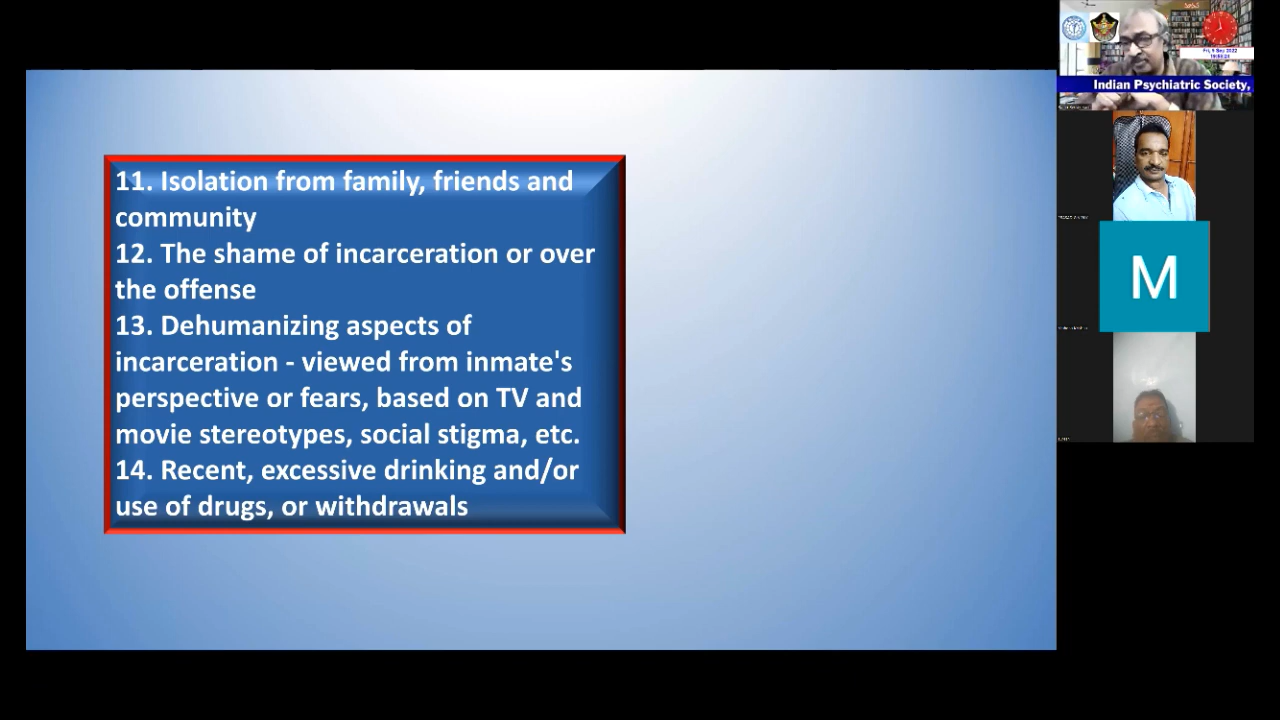 11. Isolation from family, friends and
community
12. The shame of incarceration or over
the offense
13. Dehumanizing aspects of
incarceration - viewed from inmate's
perspective or fears, based on TV and
movie stereotypes, social stigma, etc.
14. Recent, excessive drinking and/or
use of drugs, or withdrawals
Indian Psychiatric Society,
M